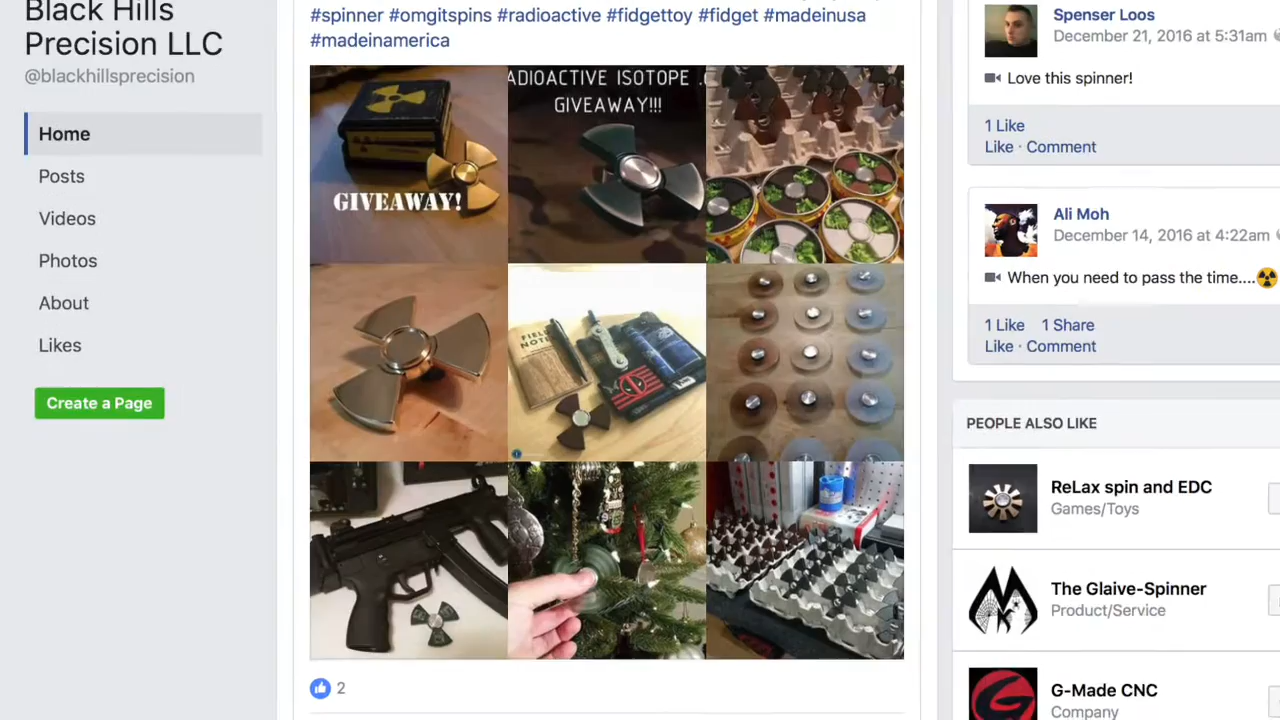 Black Hills
Precision LLC
@blackhillsprecision
Home
Posts
Videos
Photos
About
Likes
Create a Page
#spinner #omgitspins #radioactive #fidgettoy #fidget #madeinusa
#madeinamerica
GIVEAWAY!
ADIOACTIVE ISOTOPE
GIVEAWAY!!!
FIELD
NOTE
2
Spenser Loos
December 21, 2016 at 5:31am
Love this spinner!
1 Like
Like · Comment
Ali Moh
December 14, 2016 at 4:22am
When you need to pass the time....☢
1 Like 1 Share
Like · Comment
PEOPLE ALSO LIKE
ReLax spin and EDC
Games/Toys
The Glaive-Spinner
Product/Service
G-Made CNC
Company